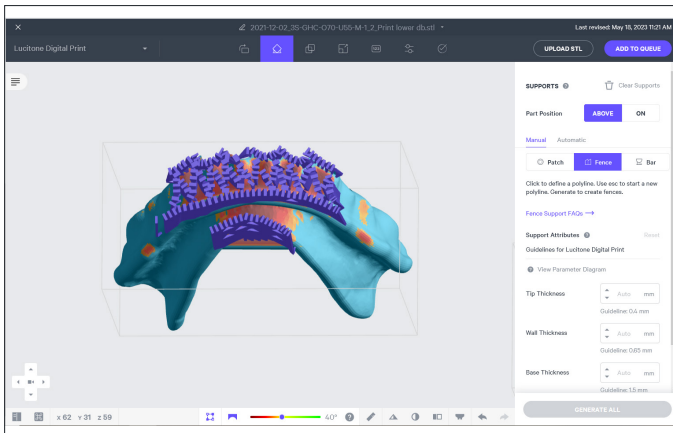 2021-12-02_3S-GHC-O70-U55-M-1_2_Print lower db.stl
Last revised: May 18, 2023 11:21 AM
Lucitone Digital Print
UPLOAD STL
ADD TO QUEUE
SUPPORTS
Clear Supports
Part Position
ABOVE
ON
Manual
Automatic
Patch
Fence
Bar
Click to define a polyline. Use esc to start a new
polyline. Generate to create fences.
Fence Support FAQs →
Support Attributes
Reset
Guidelines for Lucitone Digital Print
View Parameter Diagram
Tip Thickness
Auto mm
Guideline: 0.4 mm
Wall Thickness
Auto mm
Guideline: 0.65 mm
Base Thickness
Auto mm
Guideline: 1.5 mm
GENERATE ALL
x 62 y 31 z 59
40°